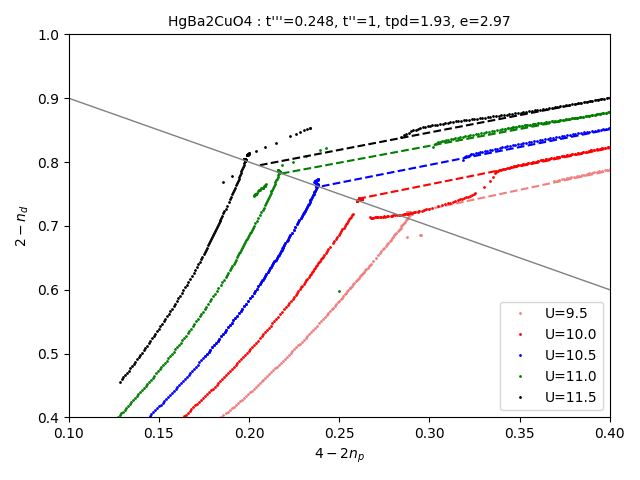 HgBa2CuO4 : t'''=0.248, t''=1, tpd=1.93, e=2.97
1.0
0.9
0.8
0.7
0.6
0.5
0.4
2 − n_d
0.10
0.15
0.20
0.25
0.30
0.35
0.40
4 − 2n_p
U=9.5
U=10.0
U=10.5
U=11.0
U=11.5